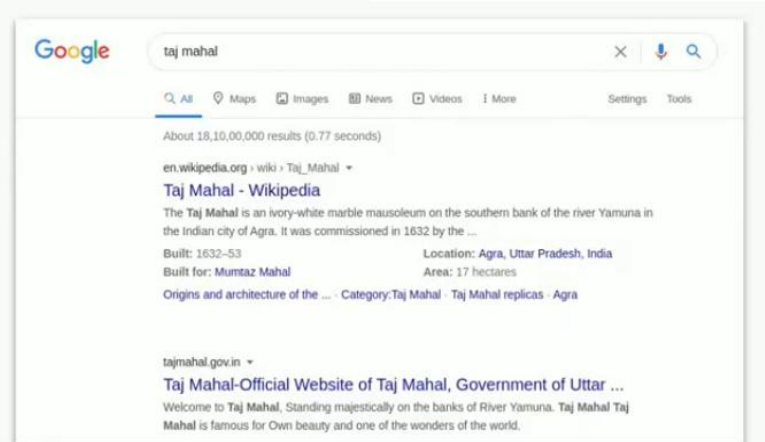 Google
taj mahal
All Maps Images News Videos More Settings Tools
About 18,10,00,000 results (0.77 seconds)
en.wikipedia.org › wiki › Taj_Mahal
Taj Mahal - Wikipedia
The Taj Mahal is an ivory-white marble mausoleum on the southern bank of the river Yamuna in
the Indian city of Agra. It was commissioned in 1632 by the ...
Built: 1632–53 Location: Agra, Uttar Pradesh, India
Built for: Mumtaz Mahal Area: 17 hectares
Origins and architecture of the ... · Category:Taj Mahal · Taj Mahal replicas · Agra
tajmahal.gov.in
Taj Mahal-Official Website of Taj Mahal, Government of Uttar ...
Welcome to Taj Mahal, Standing majestically on the banks of River Yamuna. Taj Mahal Taj
Mahal is famous for Own beauty and one of the wonders of the world.